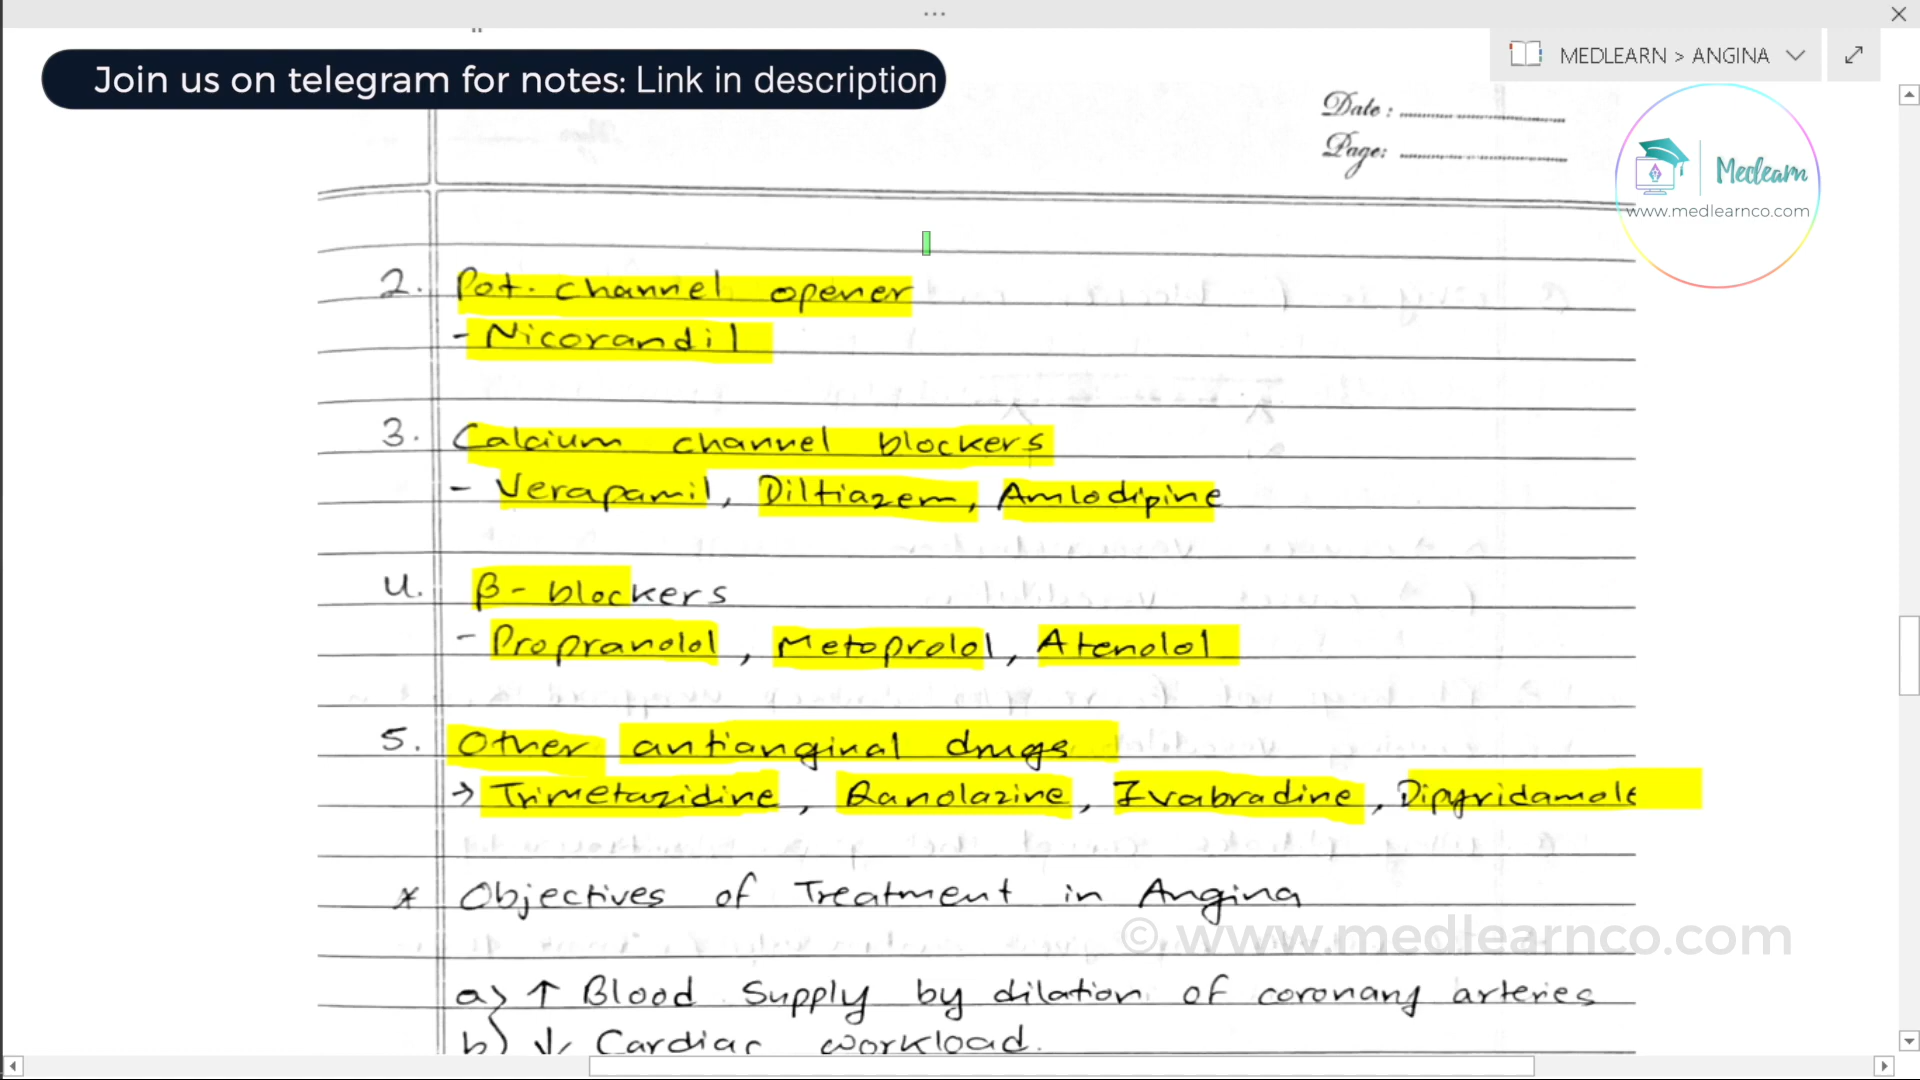 Join us on telegram for notes: Link in description
MEDLEARN > ANGINA
Date :
Page:
Medlearn
www.medlearnco.com
2. Pot. channel opener
- Nicorandil
3. Calcium channel blockers
- Verapamil, Diltiazem, Amlodipine
4. β - blockers
- Propranolol, Metoprolol, Atenolol
5. Other antianginal drugs
→ Trimetazidine, Ranolazine, Ivabradine, Dipyridamole
* Objectives of Treatment in Angina
© www.medlearnco.com
a) ↑ Blood Supply by dilation of coronary arteries
b) ↓ Cardiac workload.